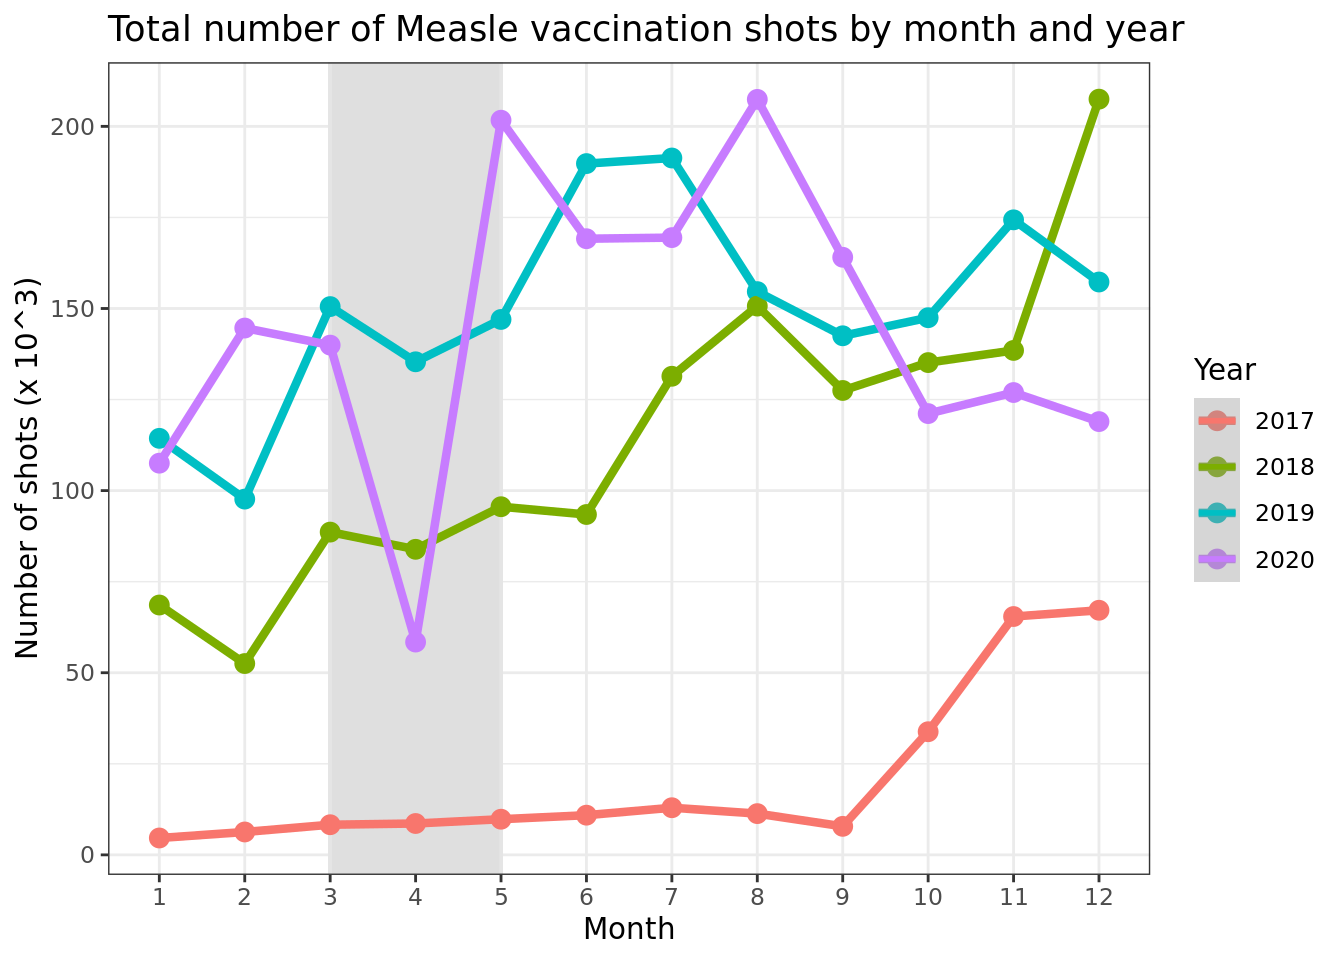 Total number of Measle vaccination shots by month and year
Number of shots (x 10^3)
200
150
100
50
0
1 2 3 4 5 6 7 8 9 10 11 12
Month
Year
2017
2018
2019
2020